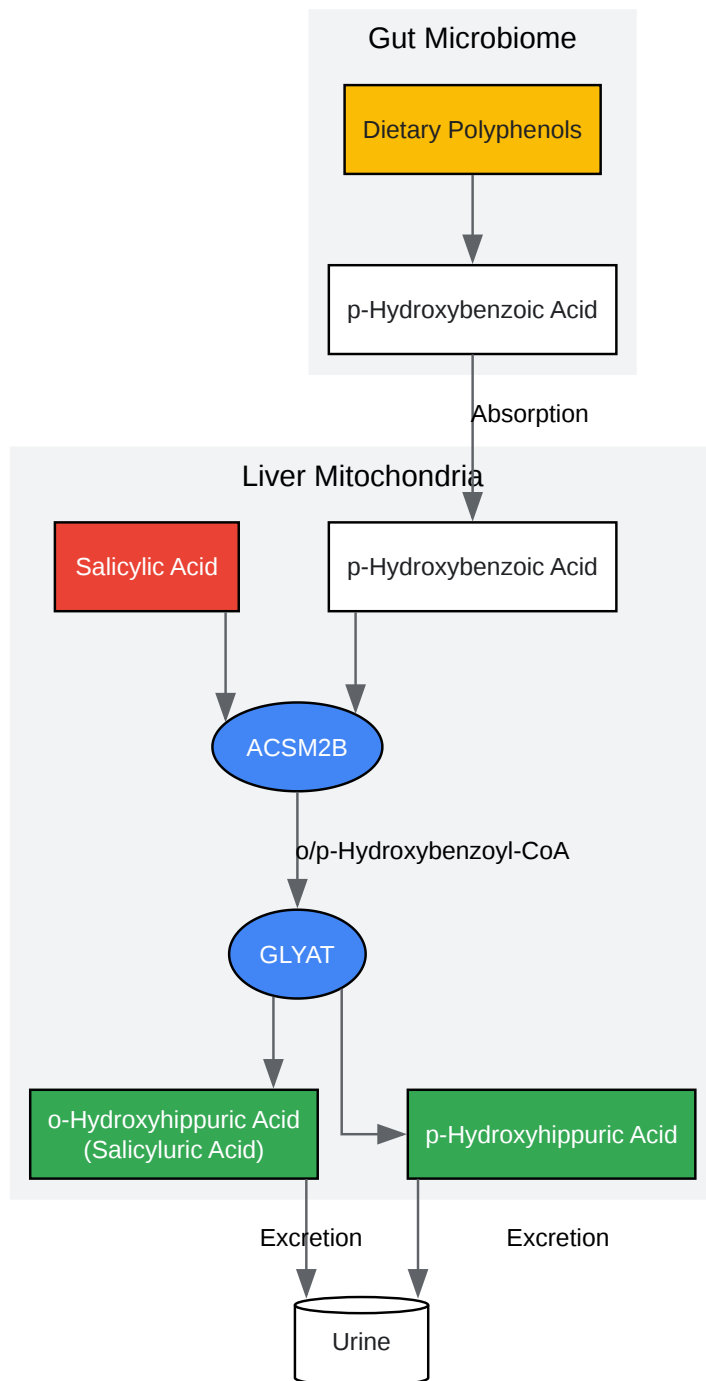 Gut Microbiome
Dietary Polyphenols
p-Hydroxybenzoic Acid
Absorption
Liver Mitochondria
Salicylic Acid
p-Hydroxybenzoic Acid
ACSM2B
o/p-Hydroxybenzoyl-CoA
GLYAT
o-Hydroxyhippuric Acid
(Salicyluric Acid)
p-Hydroxyhippuric Acid
Excretion
Excretion
Urine